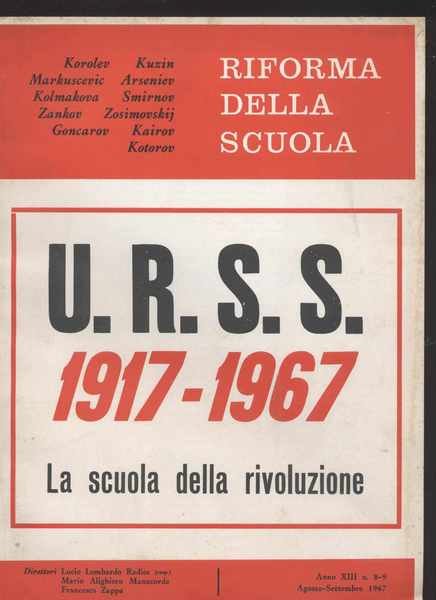 Korolev Kuzin
Markuscevic Arseniev
Kolmakova Smirnov
Zankov Zosimovskij
Goncarov Kairov
Kotorov
RIFORMA
DELLA
SCUOLA
U. R. S. S.
1917-1967
La scuola della rivoluzione
Direttori Lucio Lombardo Radice (resp.)
Mario Alighiero Manacorda
Francesco Zappa
Anno XIII n. 8-9
Agosto-Settembre 1967